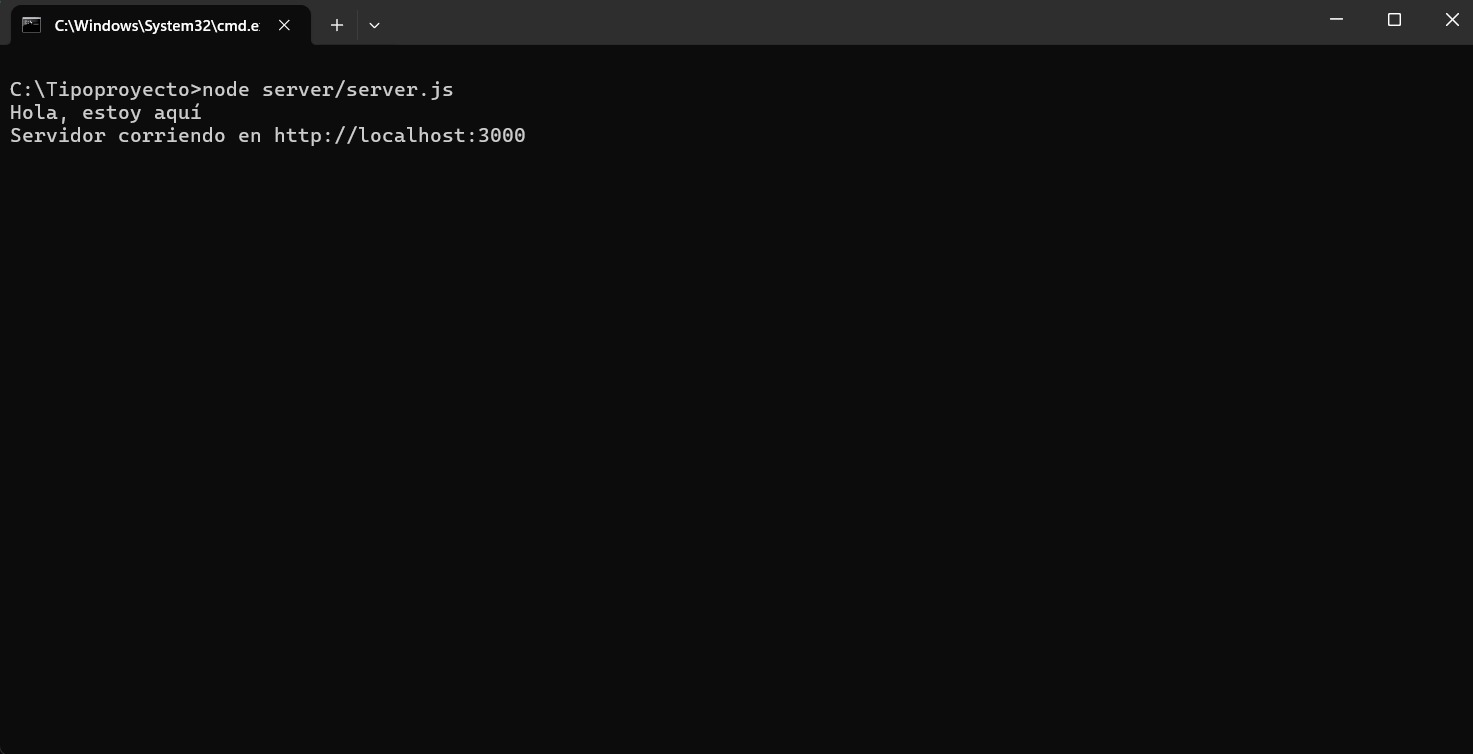 C:\Windows\System32\cmd.e
C:\Tipoproyecto>node server/server.js
Hola, estoy aquí
Servidor corriendo en http://localhost:3000